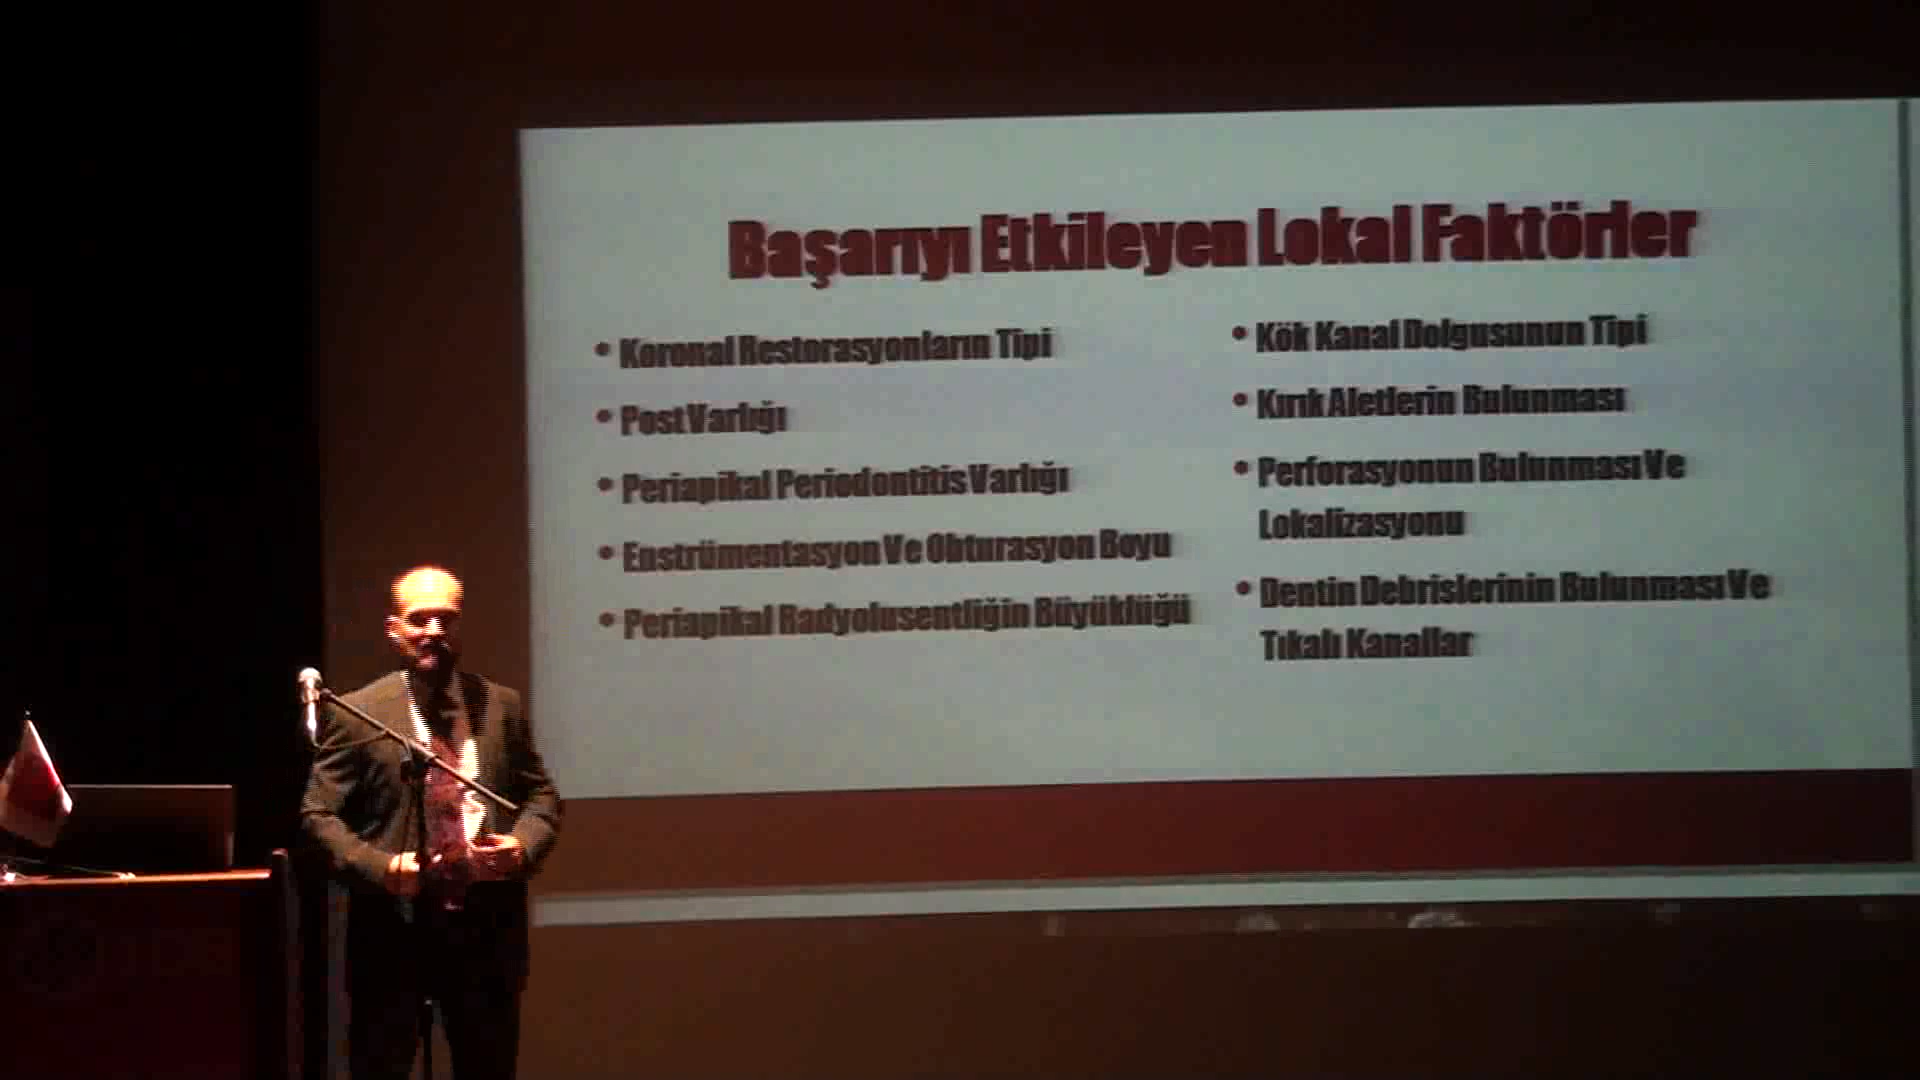 Başarıyı Etkileyen Lokal Faktörler
• Koronal Restorasyonların Tipi
• Post Varlığı
• Periapikal Periodontitis Varlığı
• Enstrümentasyon Ve Obturasyon Boyu
• Periapikal Radyolusentliğin Büyüklüğü
• Kök Kanal Dolgusunun Tipi
• Kırık Aletlerin Bulunması
• Perforasyonun Bulunması Ve
Lokalizasyonu
• Dentin Debrislerinin Bulunması Ve
Tıkalı Kanallar